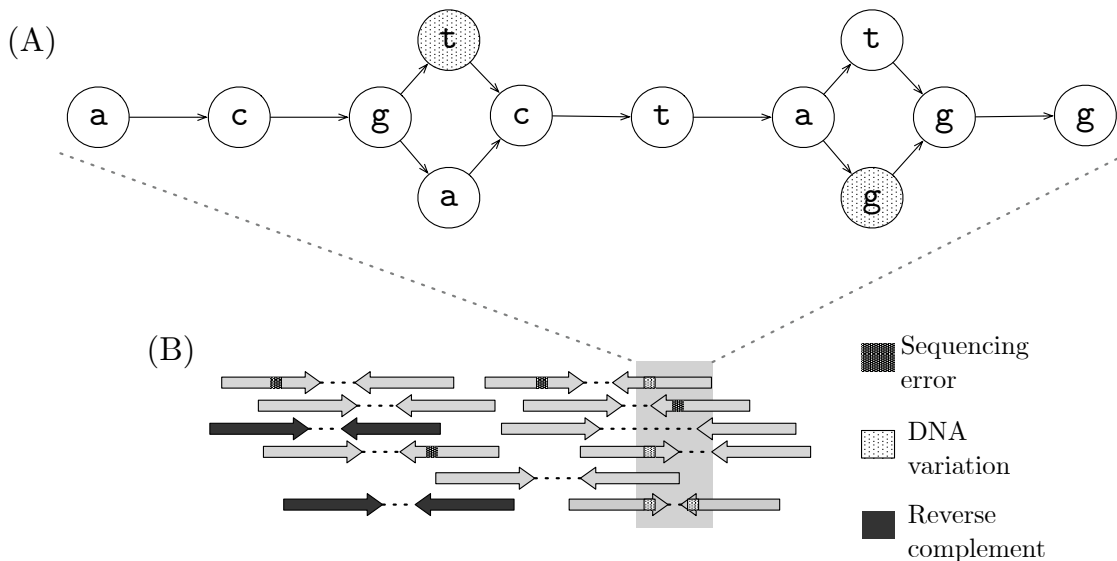 (A)
t
t
a
c
g
c
t
a
g
g
a
g
(B)
Sequencing
error
DNA
variation
Reverse
complement